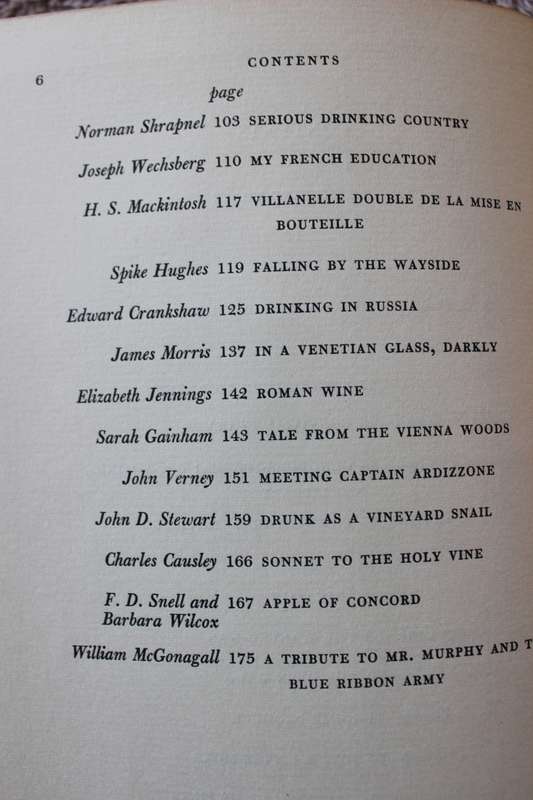 CONTENTS
6
page
Norman Shrapnel 103 SERIOUS DRINKING COUNTRY
Joseph Wechsberg 110 MY FRENCH EDUCATION
H. S. Mackintosh 117 VILLANELLE DOUBLE DE LA MISE EN
BOUTEILLE
Spike Hughes 119 FALLING BY THE WAYSIDE
Edward Crankshaw 125 DRINKING IN RUSSIA
James Morris 137 IN A VENETIAN GLASS, DARKLY
Elizabeth Jennings 142 ROMAN WINE
Sarah Gainham 143 TALE FROM THE VIENNA WOODS
John Verney 151 MEETING CAPTAIN ARDIZZONE
John D. Stewart 159 DRUNK AS A VINEYARD SNAIL
Charles Causley 166 SONNET TO THE HOLY VINE
F. D. Snell and 167 APPLE OF CONCORD
Barbara Wilcox
William McGonagall 175 A TRIBUTE TO MR. MURPHY AND
BLUE RIBBON ARMY